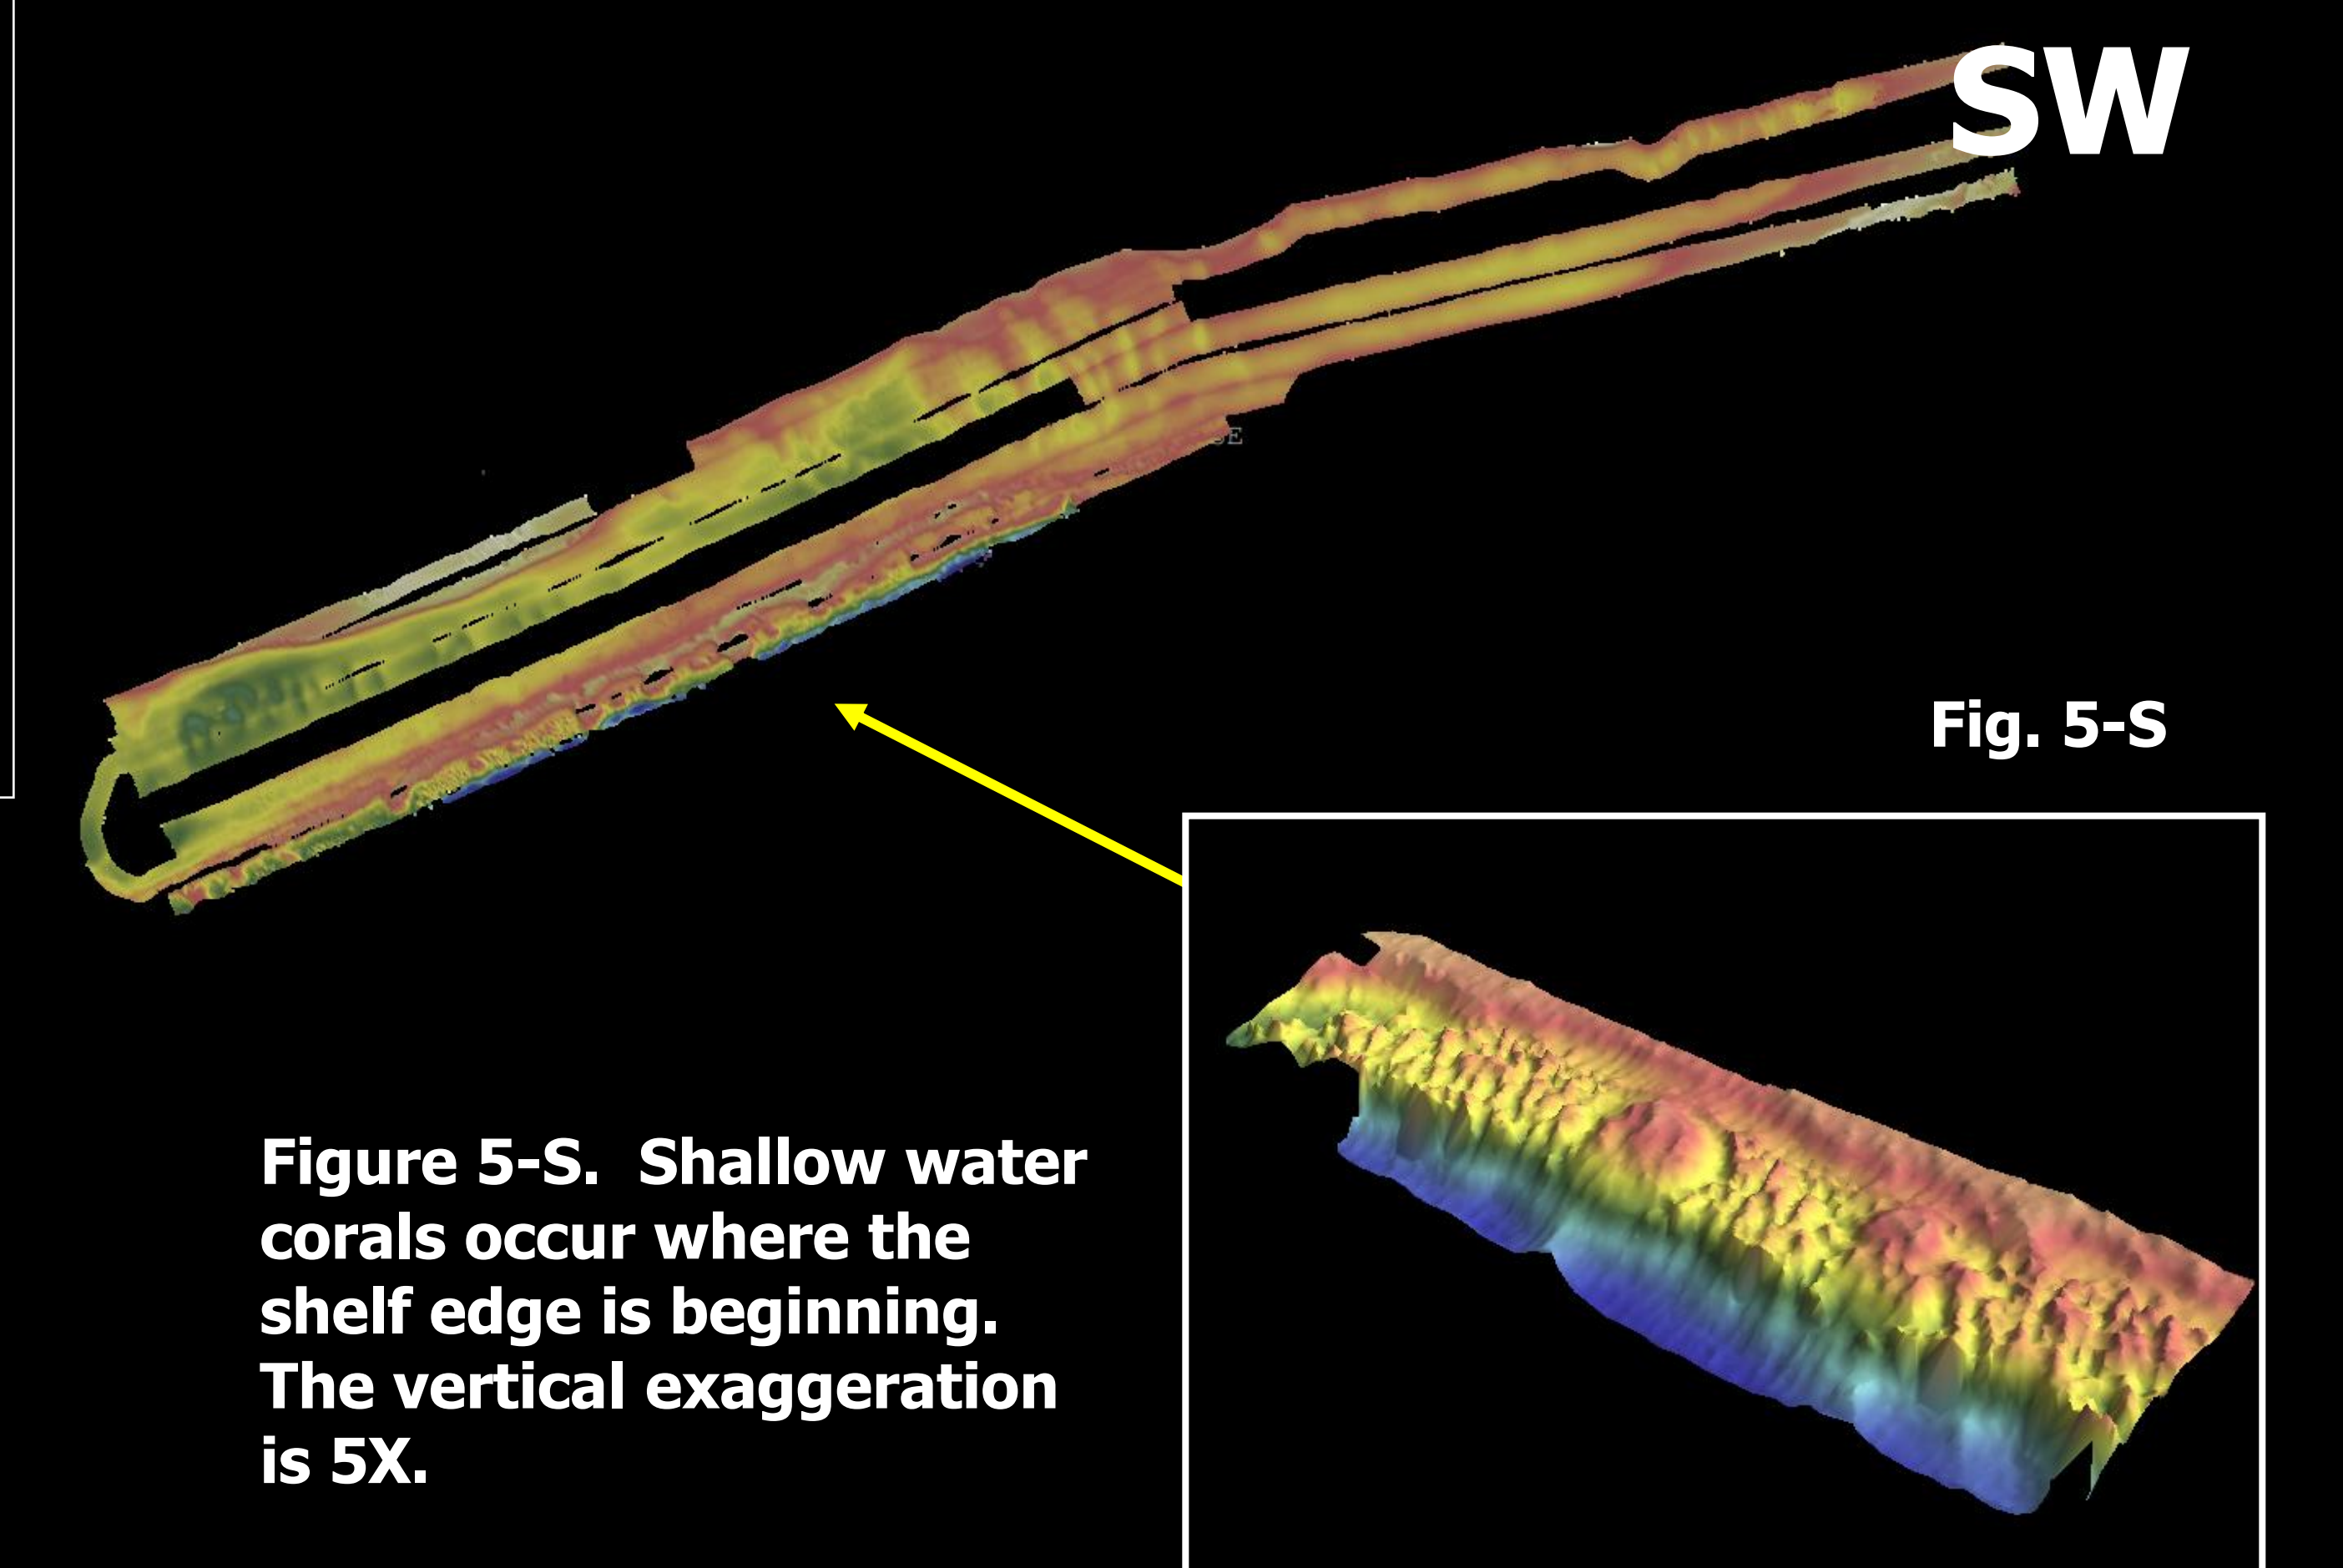 SW
Fig. 5-S
Figure 5-S.  Shallow water
corals occur where the
shelf edge is beginning.
The vertical exaggeration
is 5X.